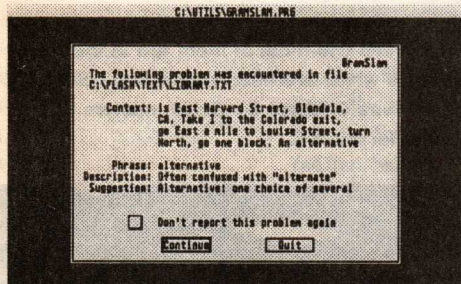 C:\UTILS\GRAMSLAM.PRG
GramSlam
The following problem was encountered in file
C:\FLASH\TEXT\LIBRARY.TXT
Context: is East Harvard Street, Glendale,
CA. Take I to the Colorado exit,
go East a mile to Louise Street, turn
North, go one block. An alternative
Phrase: alternative
Description: Often confused with "alternate"
Suggestion: Alternative: one choice of several
Don't report this problem again
Continue
Quit